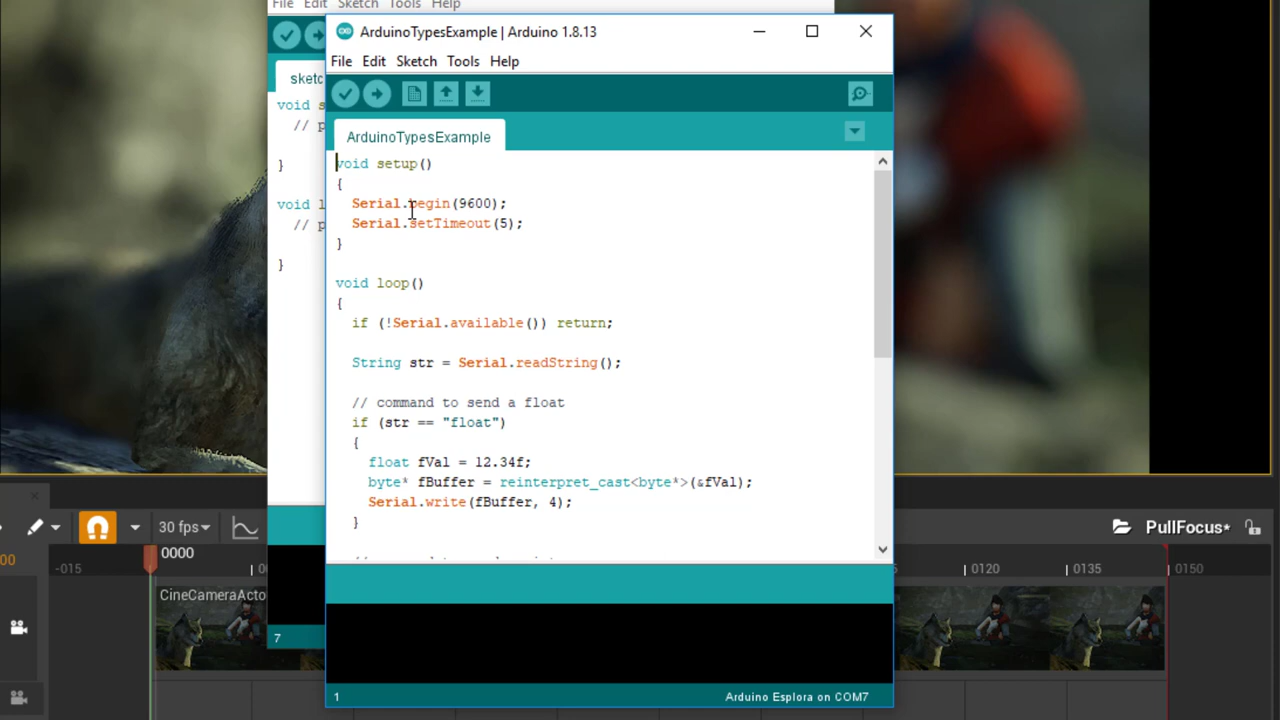 File Edit Sketch Tools Help
sketc
void s
// p
}
void l
// p
}
7
ArduinoTypesExample | Arduino 1.8.13
File Edit Sketch Tools Help
ArduinoTypesExample
void setup()
{
Serial.begin(9600);
Serial.setTimeout(5);
}
void loop()
{
if (!Serial.available()) return;
String str = Serial.readString();
// command to send a float
if (str == "float")
{
float fVal = 12.34f;
byte* fBuffer = reinterpret_cast<byte*>(&fVal);
Serial.write(fBuffer, 4);
}
1
Arduino Esplora on COM7
30 fps
PullFocus*
00
-015
0000
0120
0135
0150
CineCameraActo